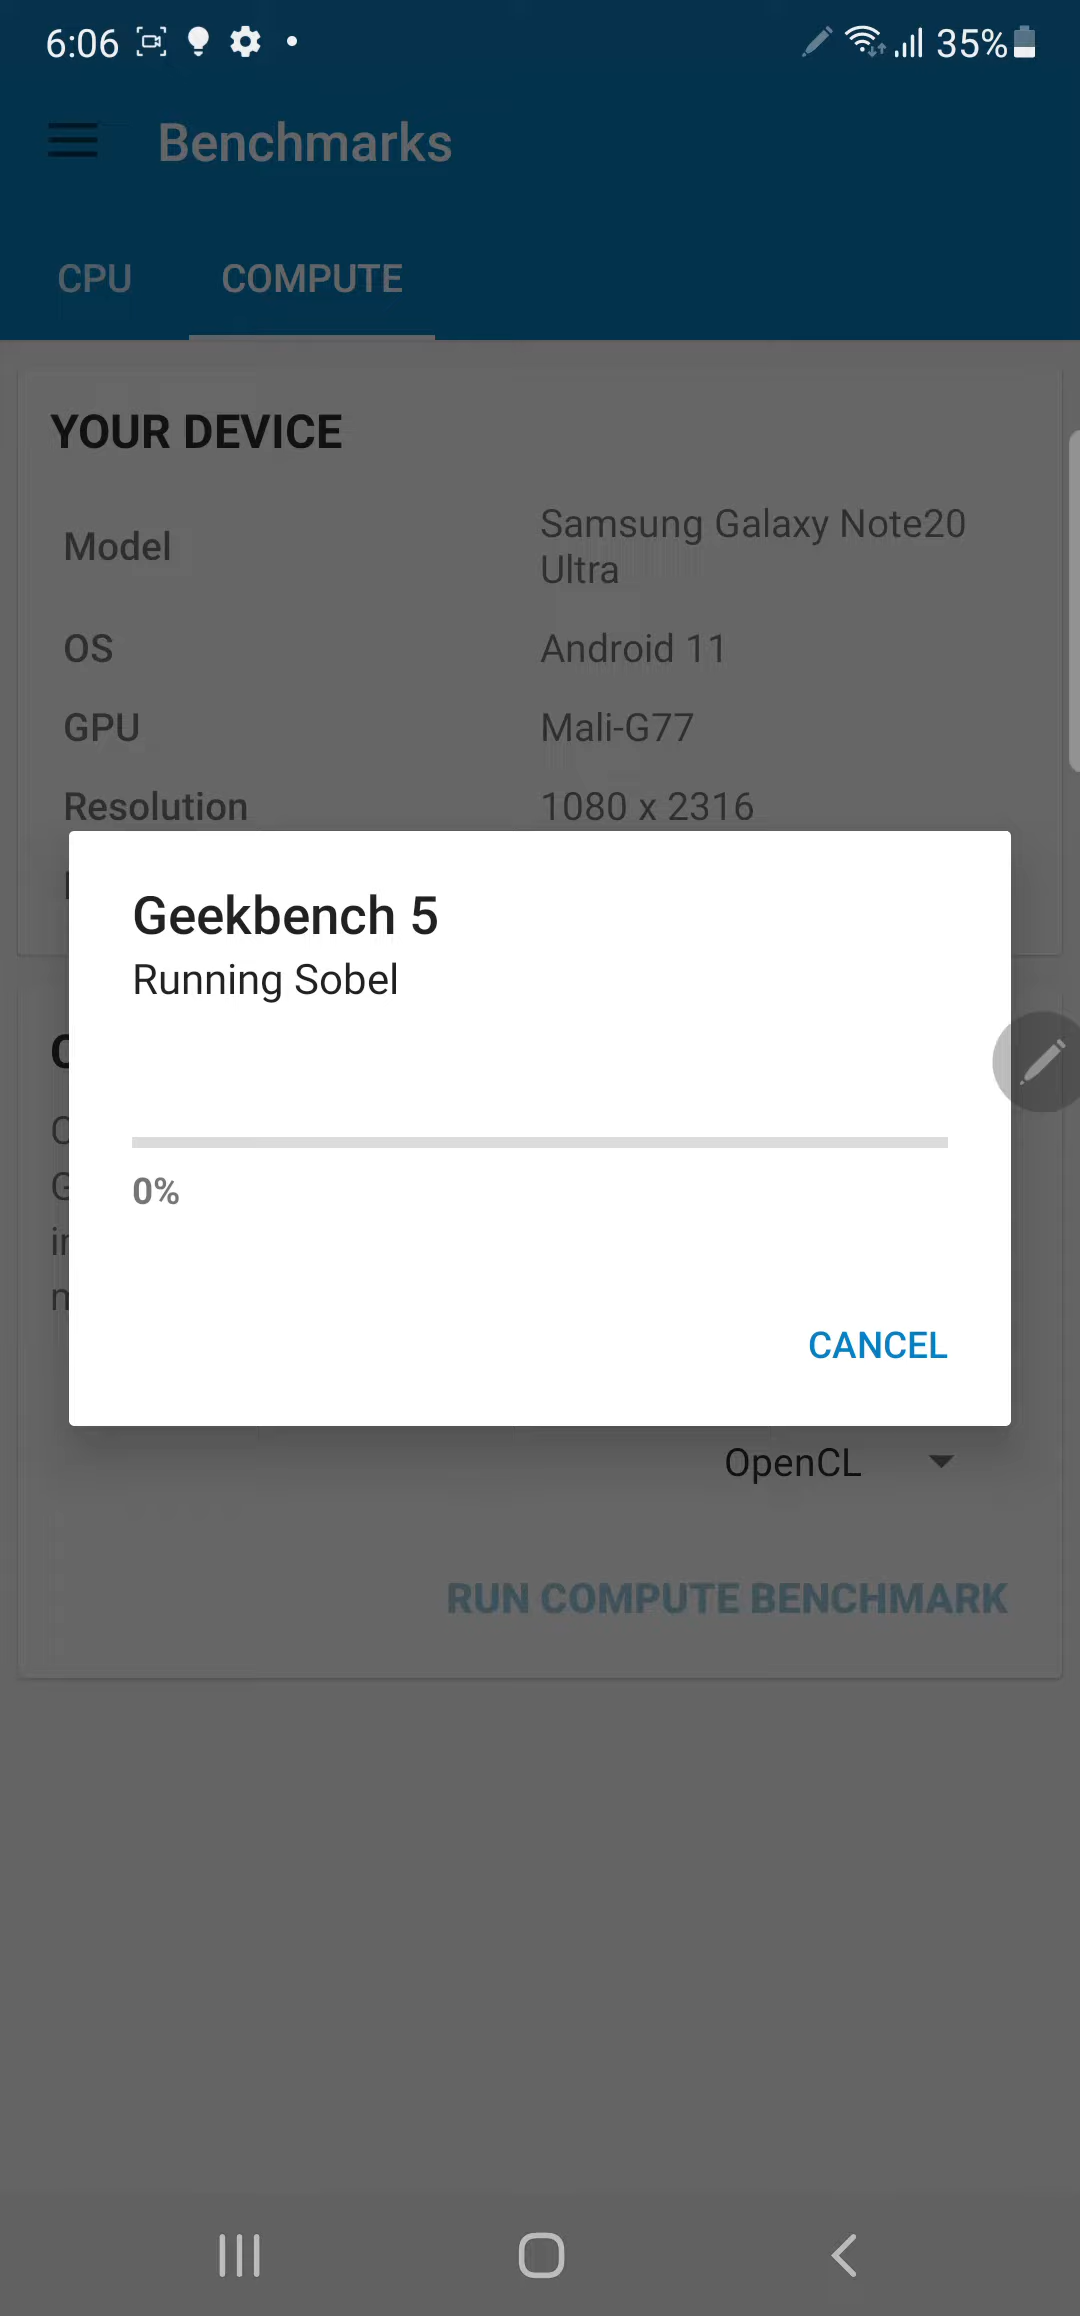 6:06 35%
Benchmarks
CPU COMPUTE
YOUR DEVICE
Model Samsung Galaxy Note20
Ultra
OS Android 11
GPU Mali-G77
Resolution 1080 x 2316
Geekbench 5
Running Sobel
0%
CANCEL
OpenCL
RUN COMPUTE BENCHMARK